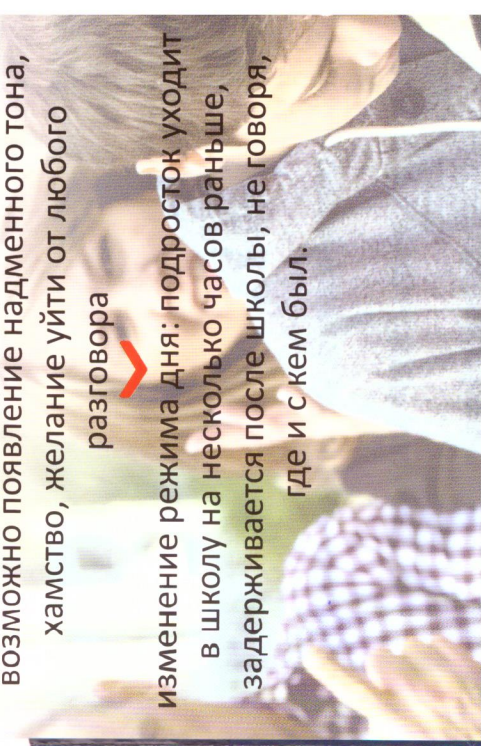 возможно появление надменного тона,
хамство, желание уйти от любого
разговора
изменение режима дня: подросток уходит
в школу на несколько часов раньше,
задерживается после школы, не говоря,
где и с кем был.